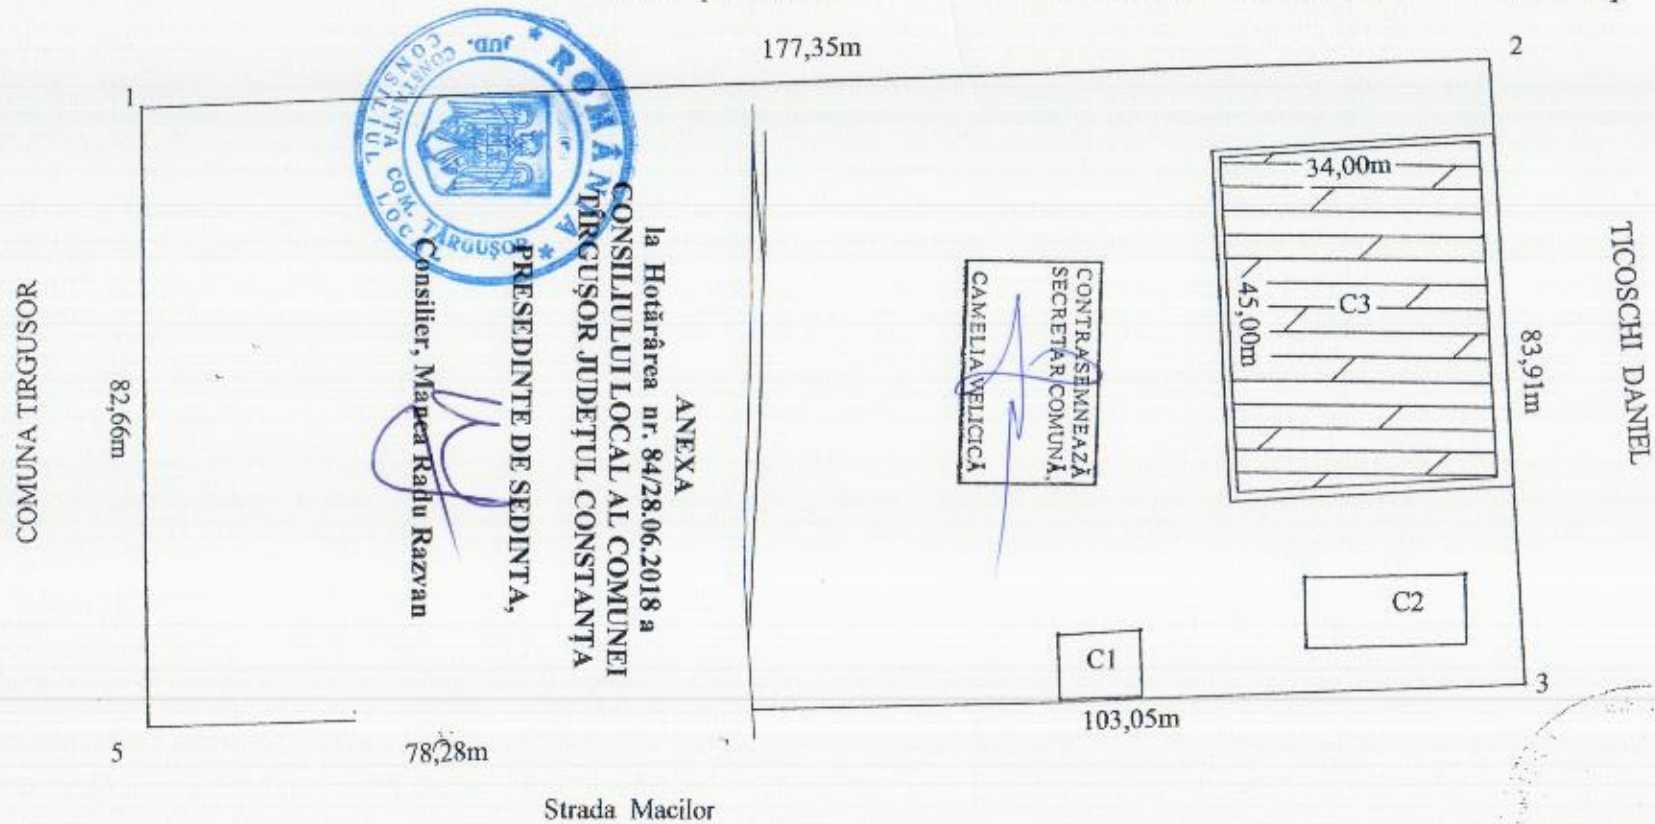 177,35m
1
2
34,00m
45,00m
C3
83,91m
TICOSCHI DANIEL
COMUNA TIRGUSOR
82,66m
ROMÂNIA
JUD. CONSTANȚA COM. TÂRGUȘOR
CONSILIUL LOCAL
ANEXA
la Hotărârea nr. 84/28.06.2018 a
CONSILIULUI LOCAL AL COMUNEI
TÎRGUȘOR JUDEȚUL CONSTANȚA
PRESEDINTE DE SEDINTA,
Consilier, Mânea Radu Razvan
CONTRASEMNEAZĂ
SECRETAR COMUNĂ,
CAMELIA VELICICĂ
C2
C1
3
103,05m
5
78,28m
Strada Macilor